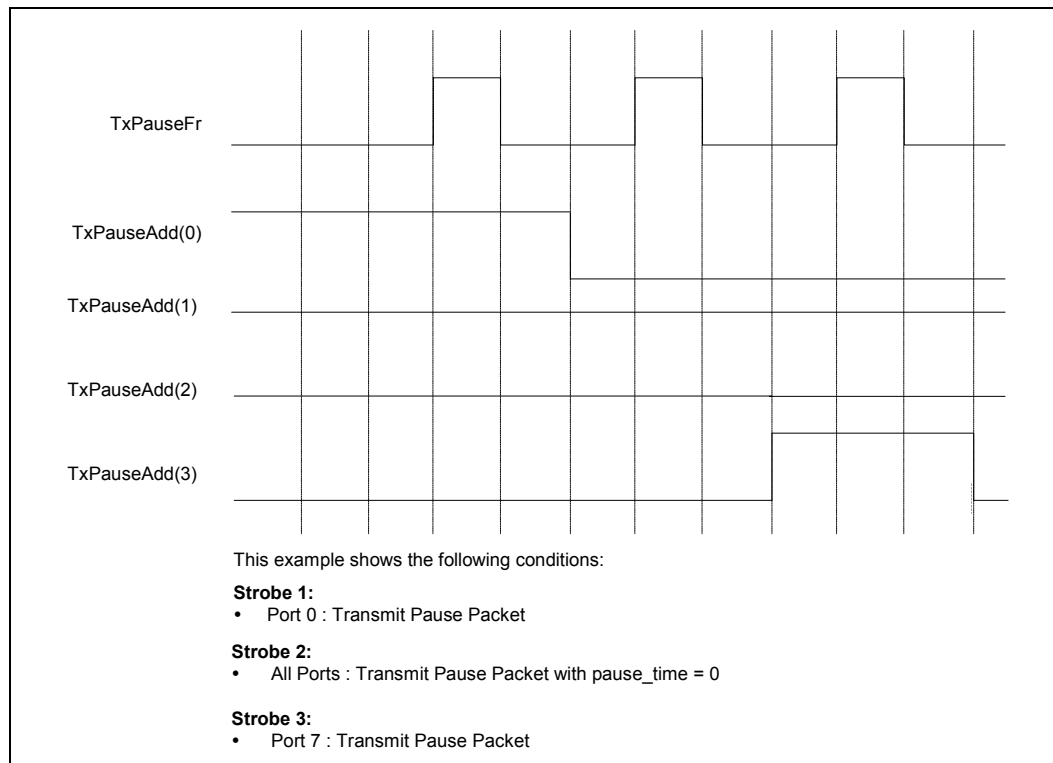 TxPauseFr
TxPauseAdd(0)
TxPauseAdd(1)
TxPauseAdd(2)
TxPauseAdd(3)
This example shows the following conditions:
Strobe 1:
• Port 0 : Transmit Pause Packet
Strobe 2:
• All Ports : Transmit Pause Packet with pause_time = 0
Strobe 3:
• Port 7 : Transmit Pause Packet